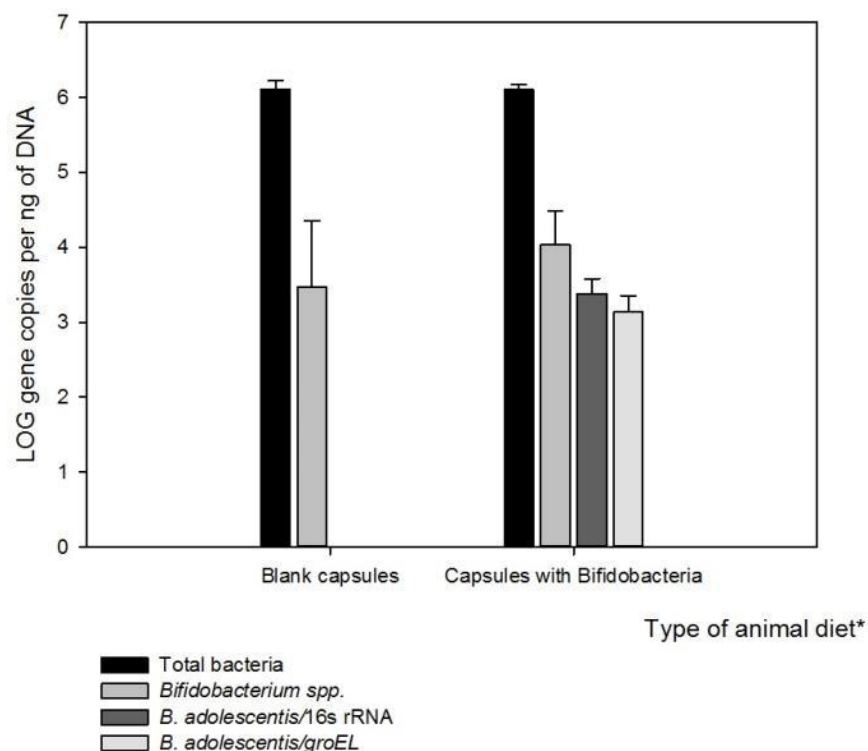 LOG gene copies per ng of DNA
7
6
5
4
3
2
1
0
Blank capsules
Capsules with Bifidobacteria
Type of animal diet*
Total bacteria
Bifidobacterium spp.
B. adolescentis/16s rRNA
B. adolescentis/groEL